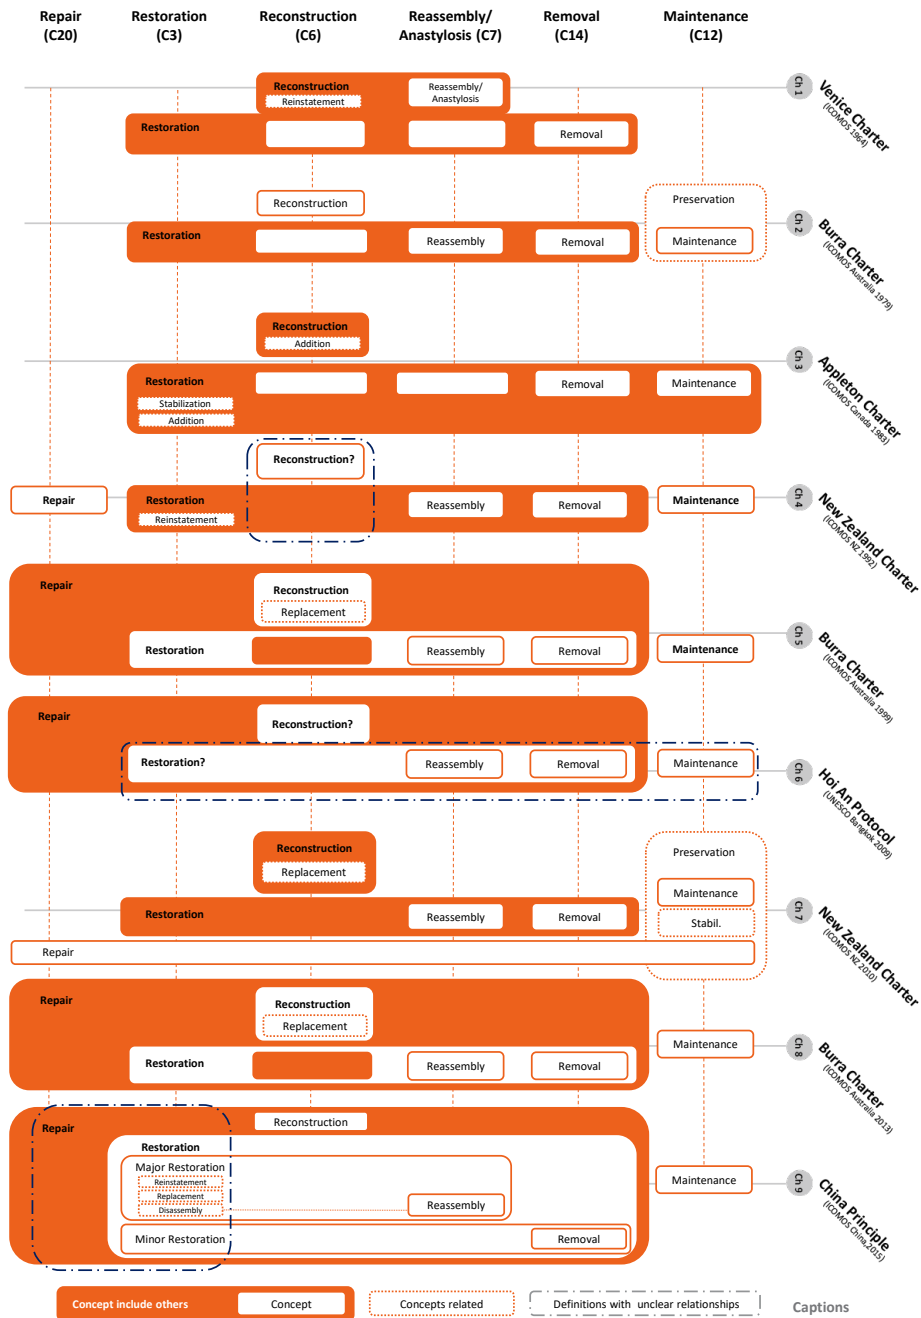 Repair
(C20)
Restoration
(C3)
Reconstruction
(C6)
Reassembly/
Anastylosis (C7)
Removal
(C14)
Maintenance
(C12)
Reconstruction
Reinstatement
Reassembly/
Anastylosis
Restoration
Removal
Ch 1
Venice Charter
(ICOMOS 1964)
Reconstruction
Preservation
Restoration
Reassembly
Removal
Maintenance
Ch 2
Burra Charter
(ICOMOS Australia 1979)
Reconstruction
Addition
Restoration
Stabilization
Addition
Removal
Maintenance
Ch 3
Appleton Charter
(ICOMOS Canada 1983)
Reconstruction?
Repair
Restoration
Reinstatement
Reassembly
Removal
Maintenance
Ch 4
New Zealand Charter
(ICOMOS NZ 1992)
Repair
Reconstruction
Replacement
Restoration
Reassembly
Removal
Maintenance
Ch 5
Burra Charter
(ICOMOS Australia 1999)
Repair
Reconstruction?
Restoration?
Reassembly
Removal
Maintenance
Ch 6
Hoi An Protocol
(UNESCO Bangkok 2009)
Reconstruction
Replacement
Preservation
Restoration
Reassembly
Removal
Maintenance
Stabil.
Repair
Ch 7
New Zealand Charter
(ICOMOS NZ 2010)
Repair
Reconstruction
Replacement
Restoration
Reassembly
Removal
Maintenance
Ch 8
Burra Charter
(ICOMOS Australia 2013)
Repair
Reconstruction
Restoration
Major Restoration
Reinstatement
Replacement
Disassembly
Reassembly
Minor Restoration
Removal
Maintenance
Ch 9
China Principle
(ICOMOS China,2015)
Concept include others
Concept
Concepts related
Definitions with unclear relationships
Captions